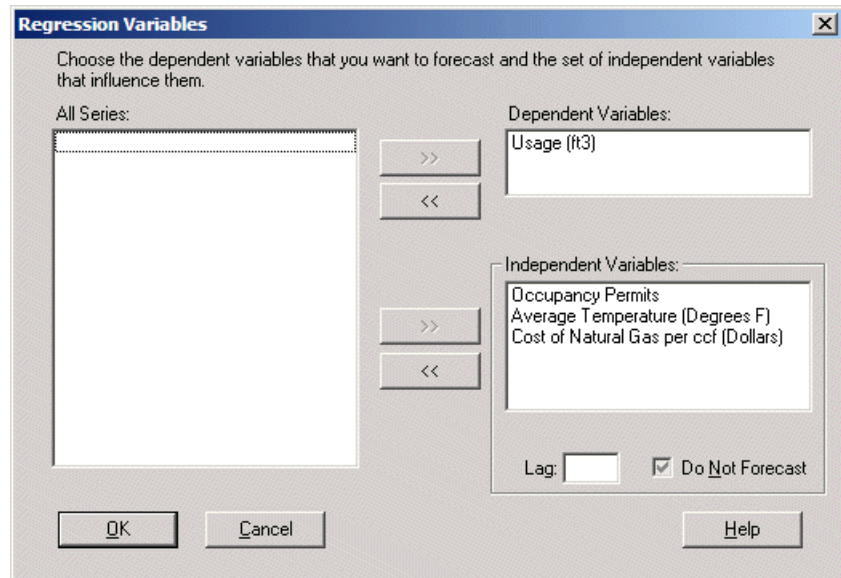 Regression Variables
Choose the dependent variables that you want to forecast and the set of independent variables
that influence them.
All Series:
Dependent Variables:
Usage (ft3)
>>
<<
Independent Variables:
Occupancy Permits
Average Temperature (Degrees F)
Cost of Natural Gas per ccf (Dollars)
>>
<<
Lag:
Do Not Forecast
OK
Cancel
Help